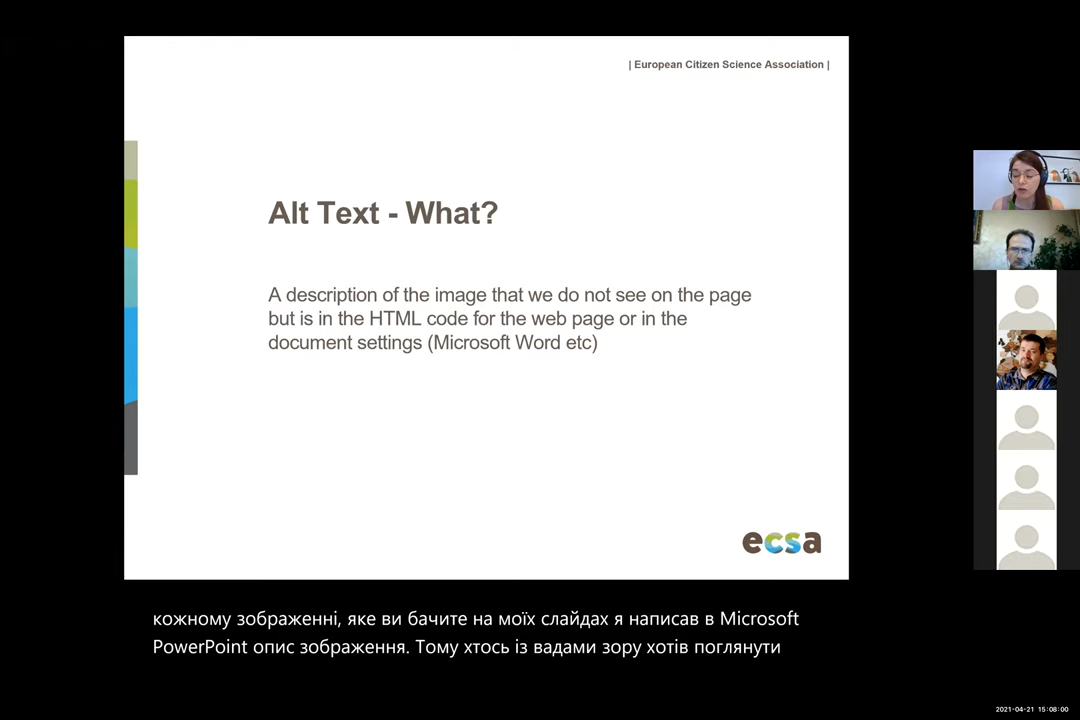 | European Citizen Science Association |
Alt Text - What?
A description of the image that we do not see on the page
but is in the HTML code for the web page or in the
document settings (Microsoft Word etc)
ecsa
кожному зображенні, яке ви бачите на моїх слайдах я написав в Microsoft
PowerPoint опис зображення. Тому хтось із вадами зору хотів поглянути
2021-04-21 15:08:00